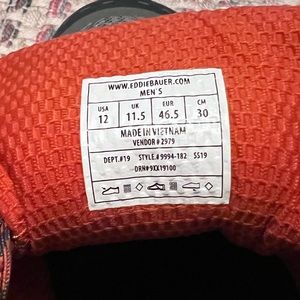 WWW.EDDIEBAUER.COM
MEN'S
USA UK EUR CM
12 11.5 46.5 30
MADE IN VIETNAM
VENDOR# 2979
DEPT.#19 STYLE# 9994-182 SS19
DRN#9XX19100